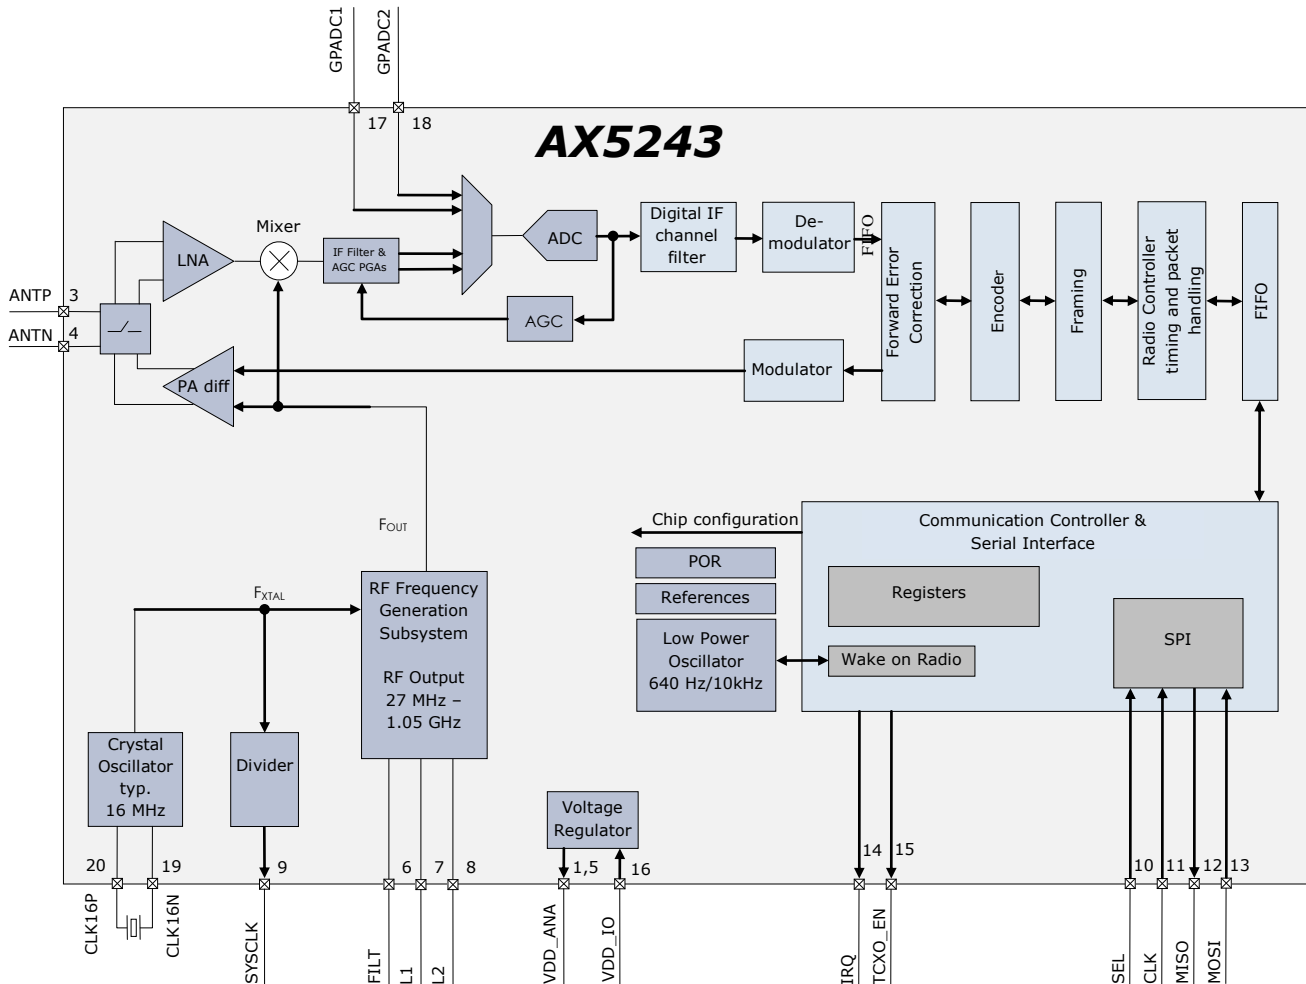 GPADC1
GPADC2
17
18
AX5243
Mixer
LNA
IF Filter &
AGC PGAs
ADC
AGC
Digital IF
channel
filter
De-
modulator
FIFO
Forward Error
Correction
Encoder
Framing
Radio Controller
timing and packet
handling
FIFO
ANTP
3
ANTN
4
PA diff
Modulator
FOUT
FXTAL
RF Frequency
Generation
Subsystem
RF Output
27 MHz –
1.05 GHz
Chip configuration
Communication Controller &
Serial Interface
POR
References
Low Power
Oscillator
640 Hz/10kHz
Registers
Wake on Radio
SPI
Crystal
Oscillator
typ.
16 MHz
Divider
Voltage
Regulator
20
19
9
6
7
8
1,5
16
14
15
10
11
12
13
CLK16P
CLK16N
SYSCLK
FILT
L1
L2
VDD_ANA
VDD_IO
IRQ
TCXO_EN
SEL
CLK
MISO
MOSI